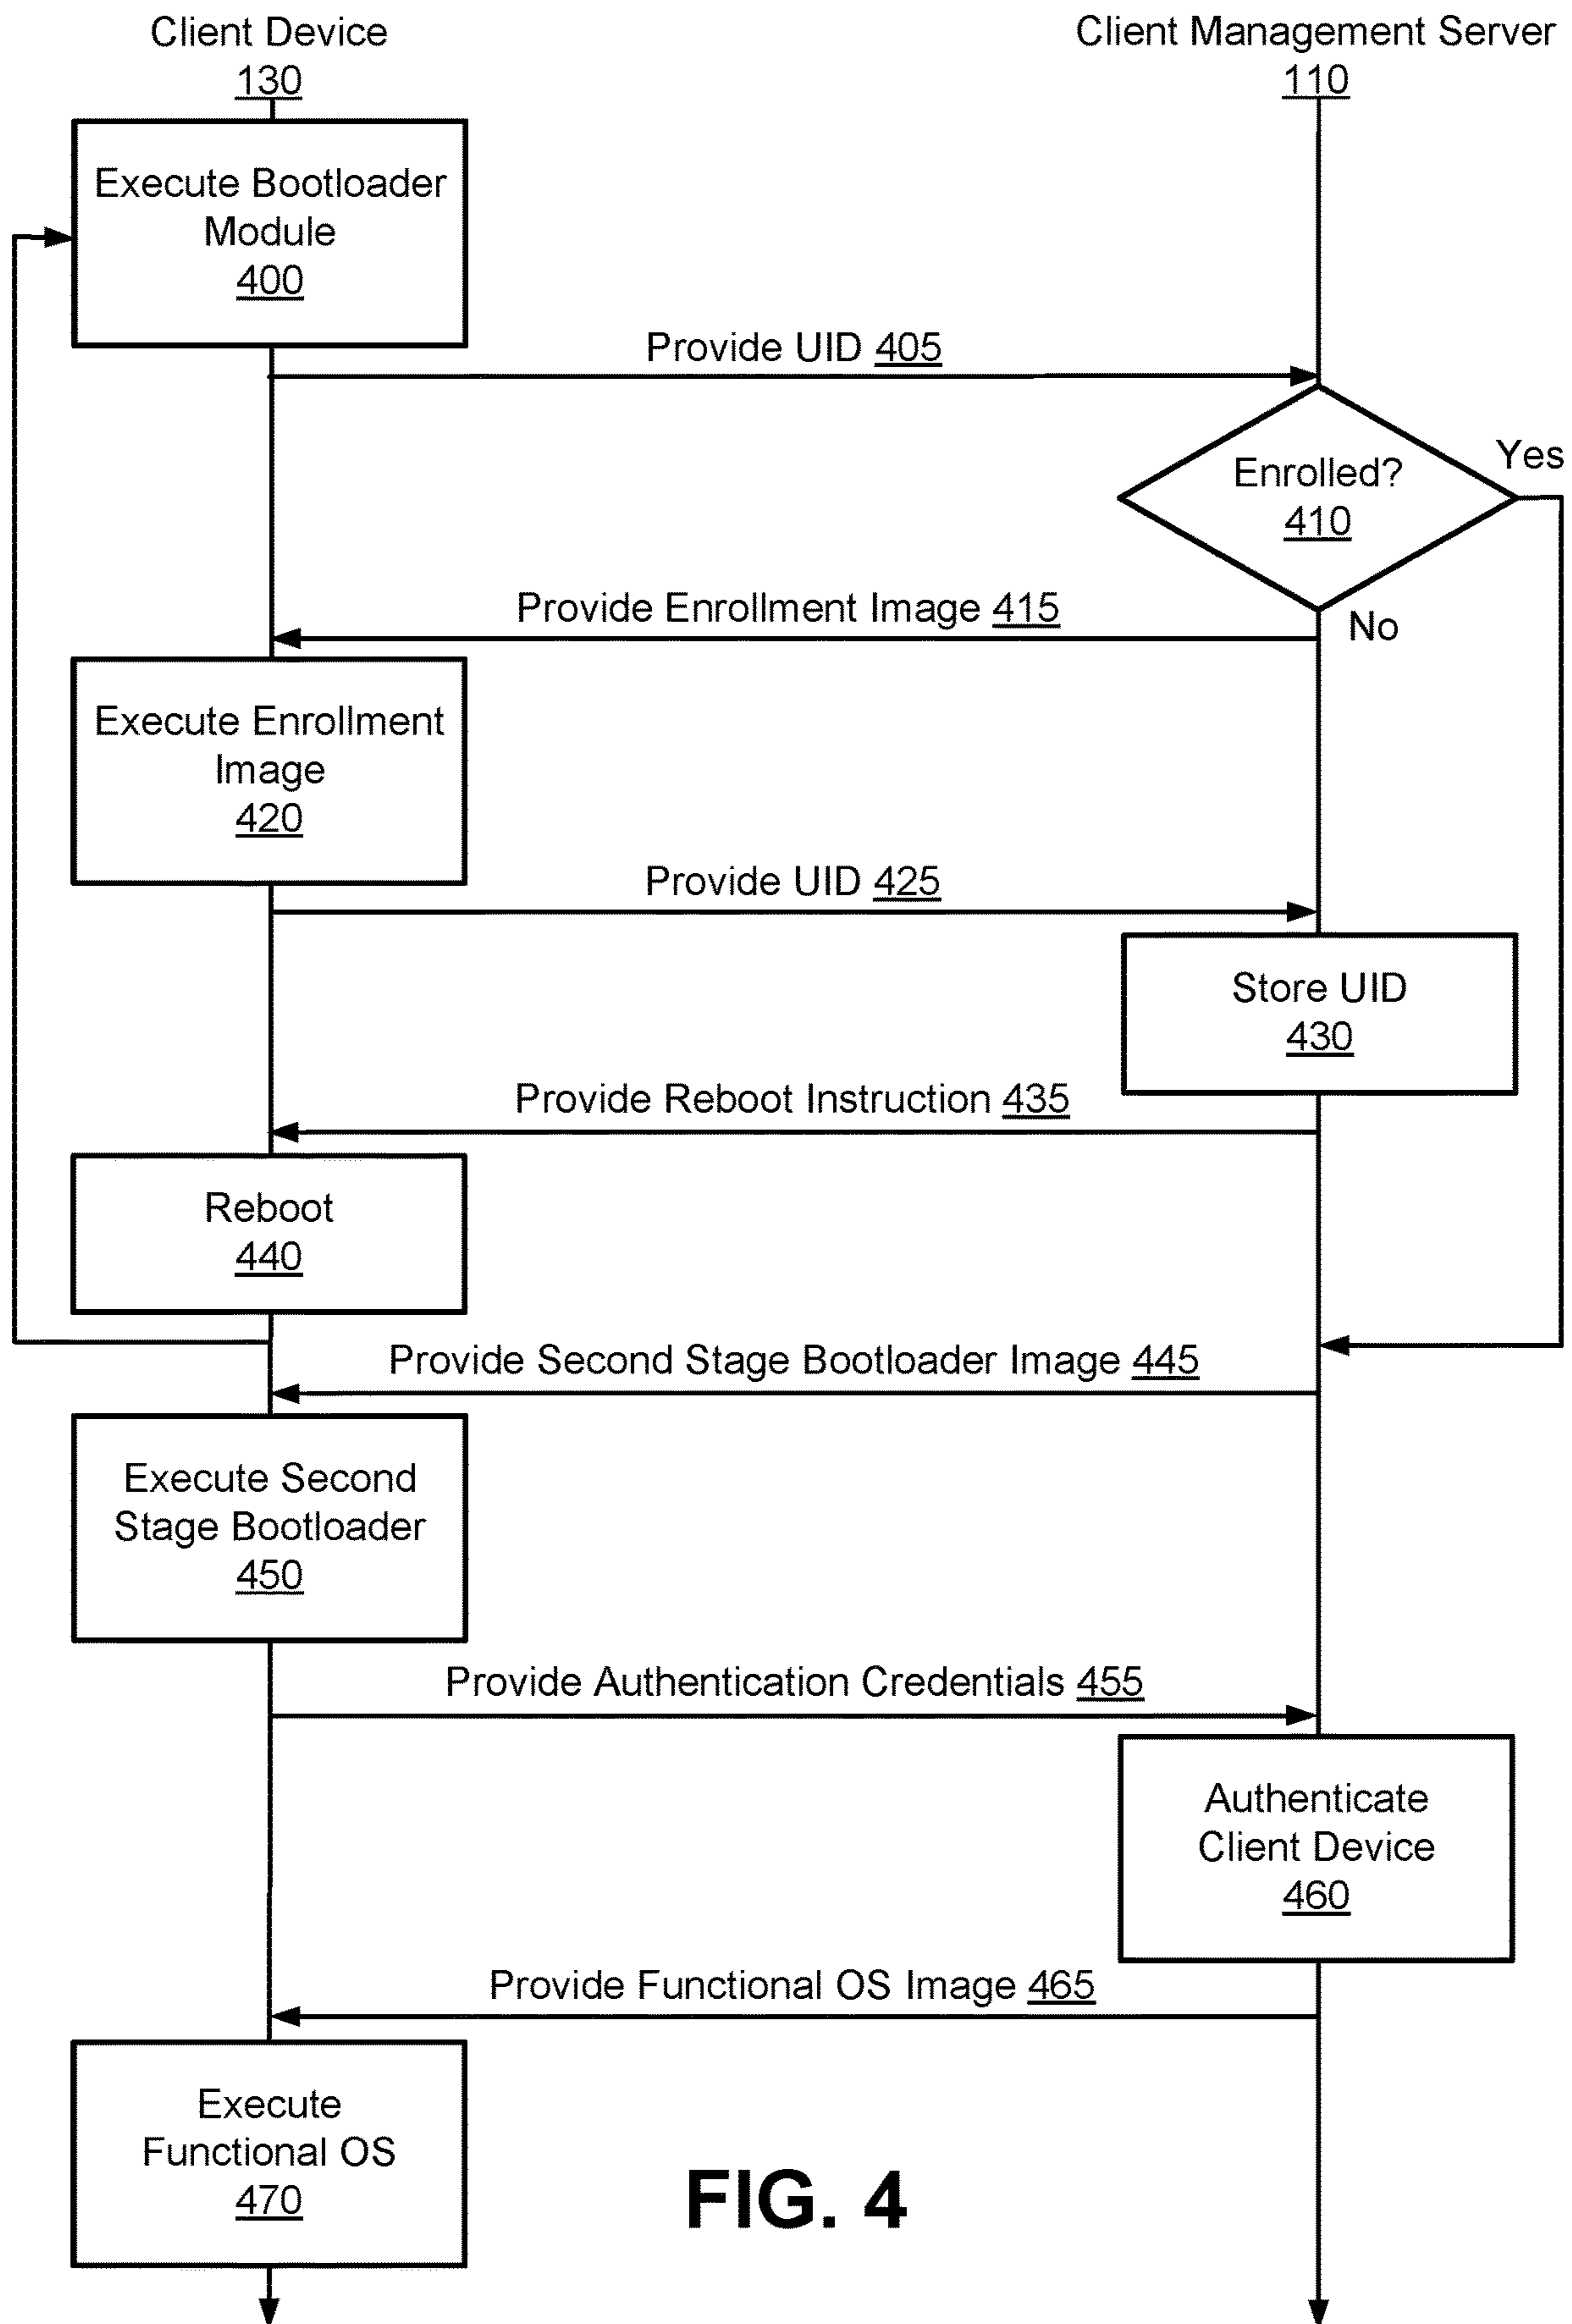 Client Device
130
Client Management Server
110
Execute Bootloader
Module
400
Provide UID 405
Enrolled?
410
Yes
No
Provide Enrollment Image 415
Execute Enrollment
Image
420
Provide UID 425
Store UID
430
Provide Reboot Instruction 435
Reboot
440
Provide Second Stage Bootloader Image 445
Execute Second
Stage Bootloader
450
Provide Authentication Credentials 455
Authenticate
Client Device
460
Provide Functional OS Image 465
Execute
Functional OS
470
FIG. 4